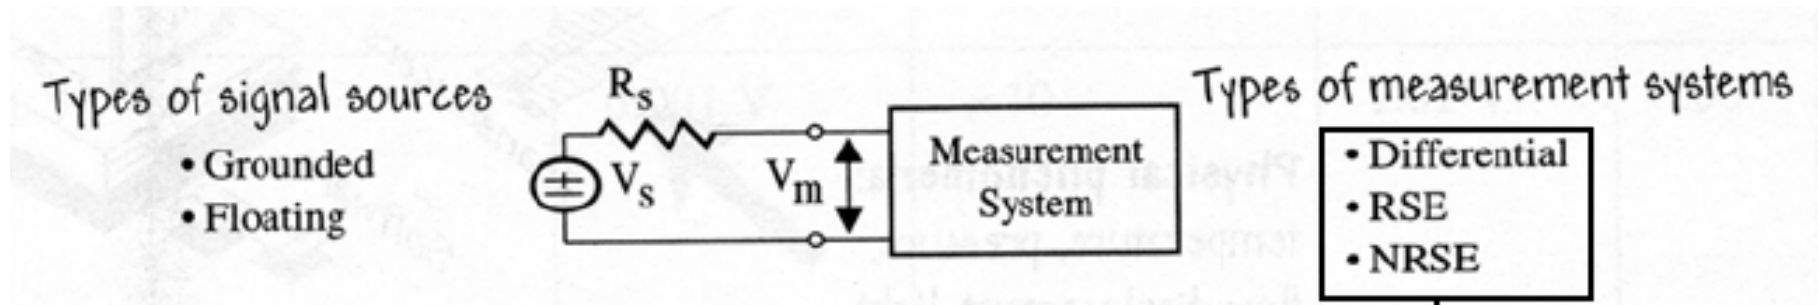 Types of signal sources
• Grounded
• Floating
Rs
Vs
Vm
Measurement
System
Types of measurement systems
• Differential
• RSE
• NRSE